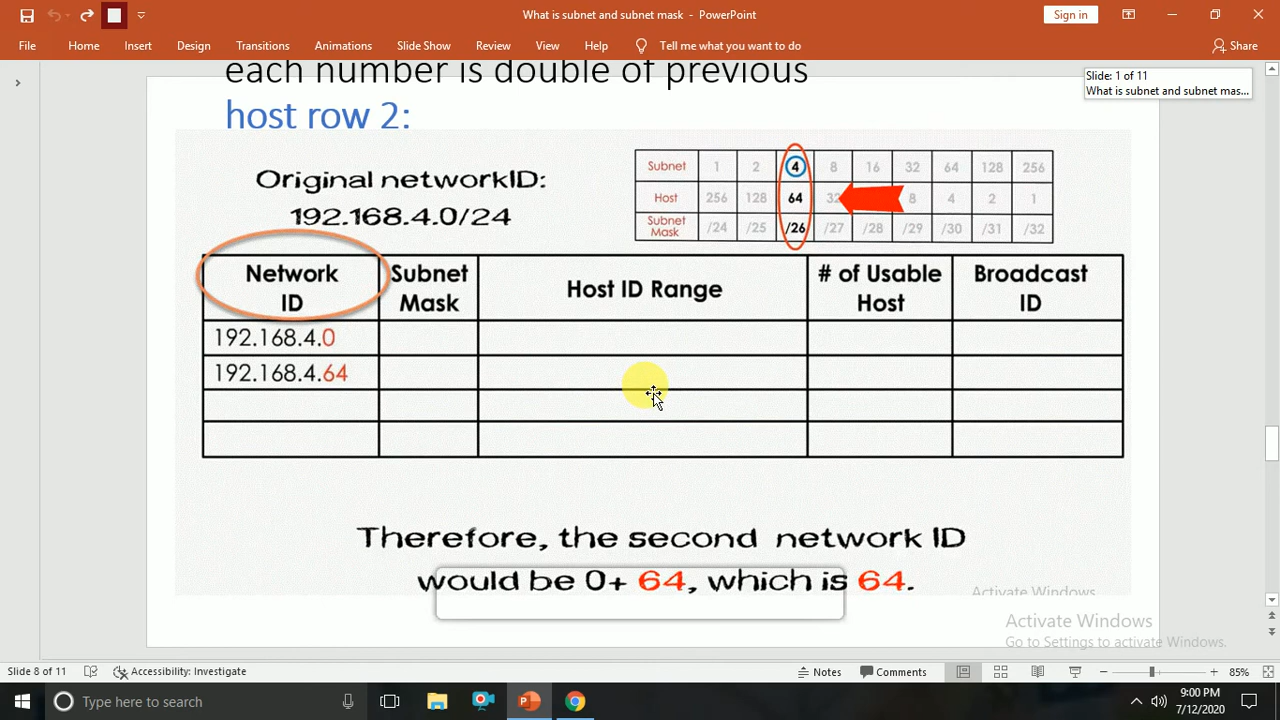 What is subnet and subnet mask - PowerPoint
Sign in
File Home Insert Design Transitions Animations Slide Show Review View Help Tell me what you want to do Share
each number is double of previous
host row 2:
Slide: 1 of 11
What is subnet and subnet mas...
Original networkID:
192.168.4.0/24
Subnet 1 2 4 8 16 32 64 128 256
Host 256 128 64 32 8 4 2 1
Subnet Mask /24 /25 /26 /27 /28 /29 /30 /31 /32
Network ID Subnet Mask Host ID Range # of Usable Host Broadcast ID
192.168.4.0
192.168.4.64
Therefore, the second network ID
would be 0+ 64, which is 64.
Activate Windows
Activate Windows
Go to Settings to activate Windows.
Slide 8 of 11 Accessibility: Investigate Notes Comments 85%
Type here to search
9:00 PM
7/12/2020